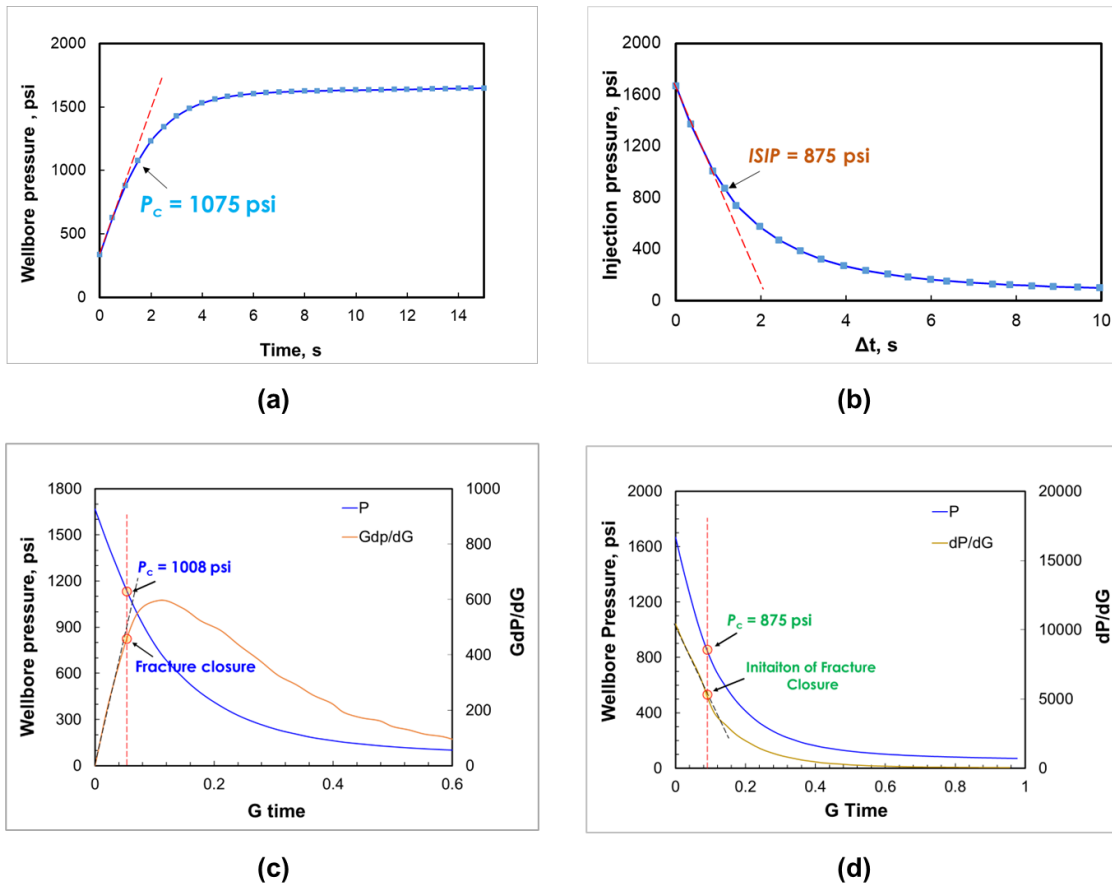 2000
1500
1000
500
0
Wellbore pressure , psi
P_c = 1075 psi
0 2 4 6 8 10 12 14
Time, s
(a)
2000
1600
1200
800
400
0
Injection pressure, psi
ISIP = 875 psi
0 2 4 6 8 10
Δt, s
(b)
1800
1600
1400
1200
900
750
600
450
300
150
0
Wellbore pressure, psi
P
Gdp/dG
P_c = 1008 psi
Fracture closure
1000
800
600
400
200
0
GdP/dG
0 0.2 0.4 0.6
G time
(c)
2000
1600
1200
800
400
0
Wellbore Pressure, psi
P
dP/dG
P_c = 875 psi
Initaiton of Fracture
Closure
20000
15000
10000
5000
0
dP/dG
0 0.2 0.4 0.6 0.8 1
G Time
(d)